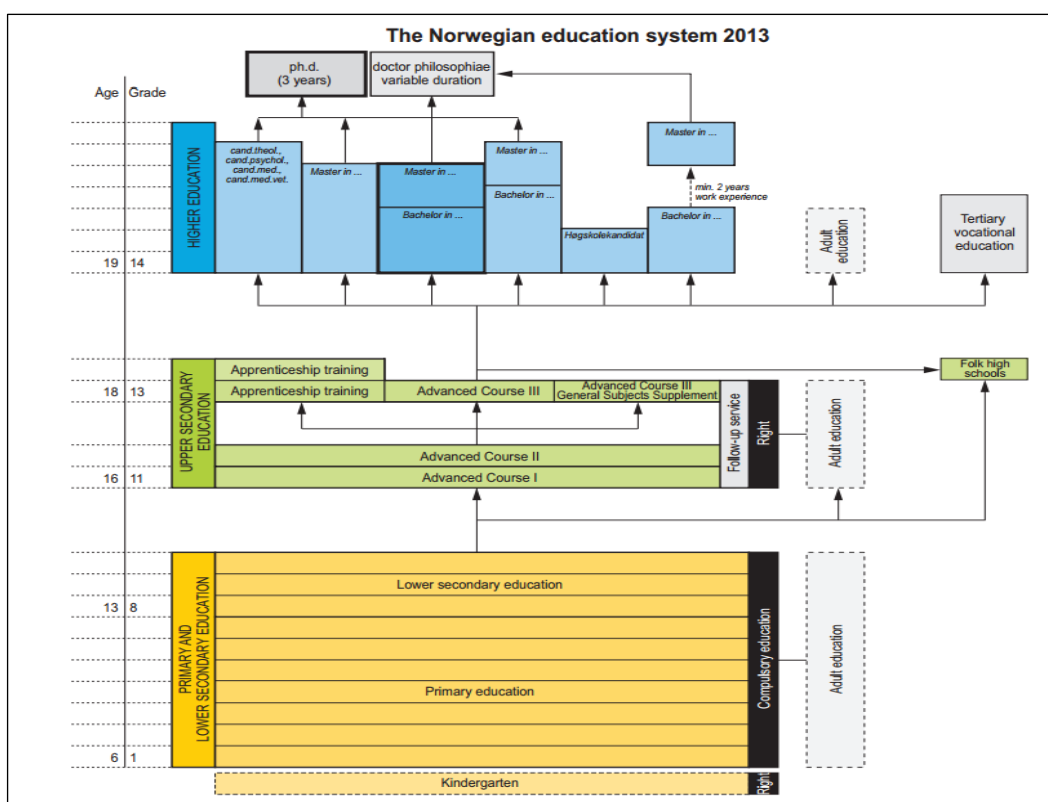 The Norwegian education system 2013
ph.d.
(3 years)
doctor philosophiae
variable duration
Age
Grade
HIGHER EDUCATION
cand.theol.,
cand.psychol.,
cand.med.,
cand.med.vet.
Master in ...
Master in ...
Bachelor in ...
Master in ...
Bachelor in ...
Høgskolekandidat
Master in ...
min. 2 years
work experience
Bachelor in ...
Adult
education
Tertiary
vocational
education
19
14
UPPER SECONDARY
EDUCATION
Apprenticeship training
Folk high
schools
18
13
Apprenticeship training
Advanced Course III
Advanced Course III
General Subjects Supplement
Follow-up service
Right
Adult education
Advanced Course II
16
11
Advanced Course I
PRIMARY AND
LOWER SECONDARY EDUCATION
Lower secondary education
13
8
Compulsory education
Adult education
Primary education
6
1
Kindergarten
Right